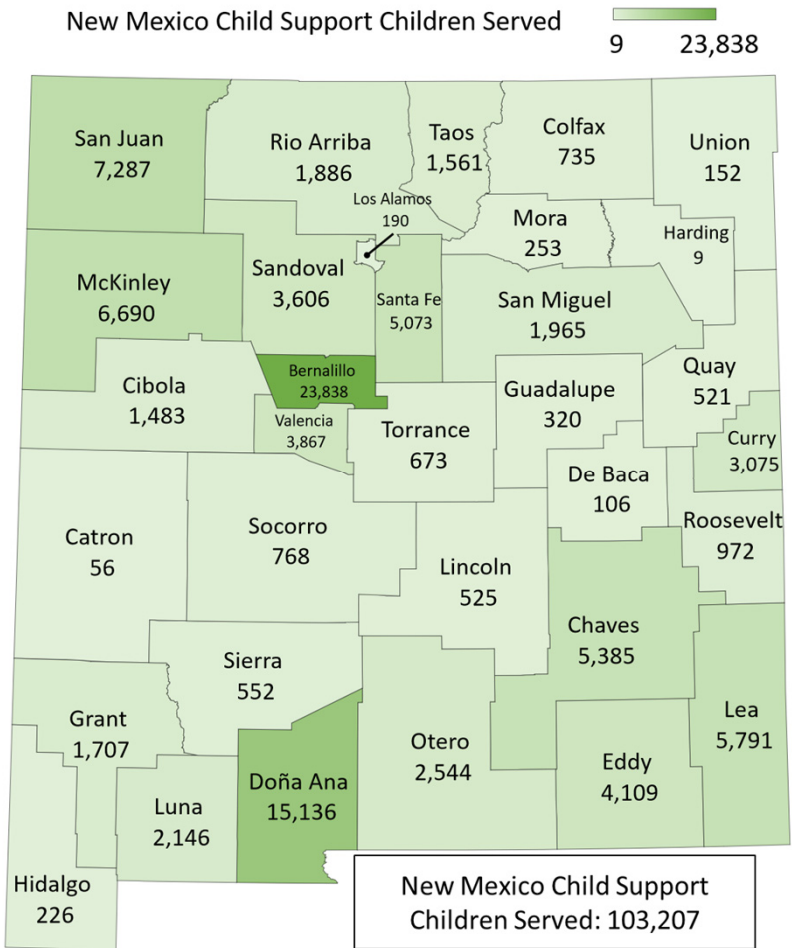 New Mexico Child Support Children Served
9 23,838
San Juan
7,287
Rio Arriba
1,886
Taos
1,561
Colfax
735
Union
152
Los Alamos
190
Mora
253
Harding
9
McKinley
6,690
Sandoval
3,606
Santa Fe
5,073
San Miguel
1,965
Quay
521
Cibola
1,483
Bernalillo
23,838
Valencia
3,867
Torrance
673
Guadalupe
320
Curry
3,075
De Baca
106
Roosevelt
972
Catron
56
Socorro
768
Lincoln
525
Chaves
5,385
Sierra
552
Lea
5,791
Grant
1,707
Otero
2,544
Eddy
4,109
Doña Ana
15,136
Luna
2,146
Hidalgo
226
New Mexico Child Support
Children Served: 103,207